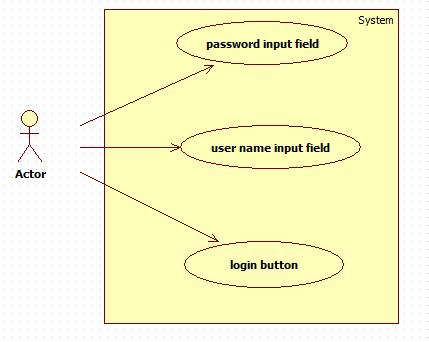 System
password input field
user name input field
Actor
login button